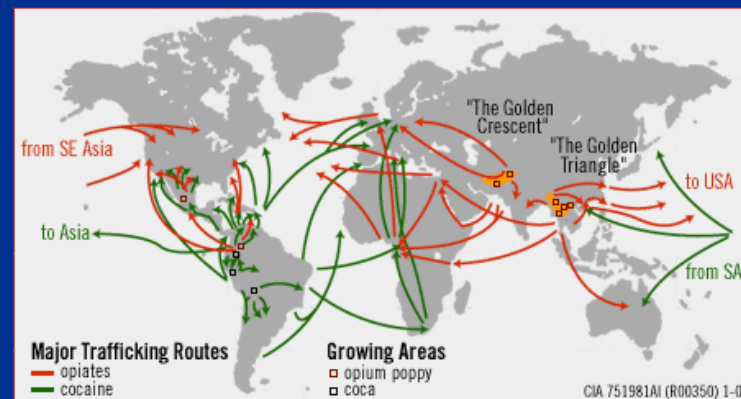 "The Golden
Crescent"
"The Golden
Triangle"
from SE Asia
to USA
to Asia
from SA
Major Trafficking Routes
opiates
cocaine
Growing Areas
opium poppy
coca
CIA 751981AI (R00350) 1-0